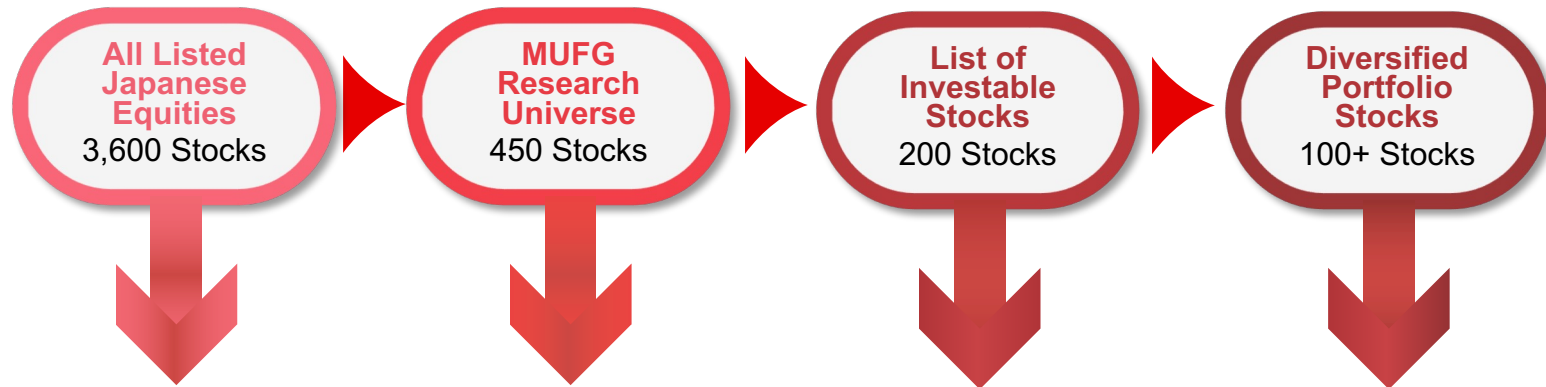 All Listed
Japanese
Equities
3,600 Stocks
MUFG
Research
Universe
450 Stocks
List of
Investable
Stocks
200 Stocks
Diversified
Portfolio
Stocks
100+ Stocks